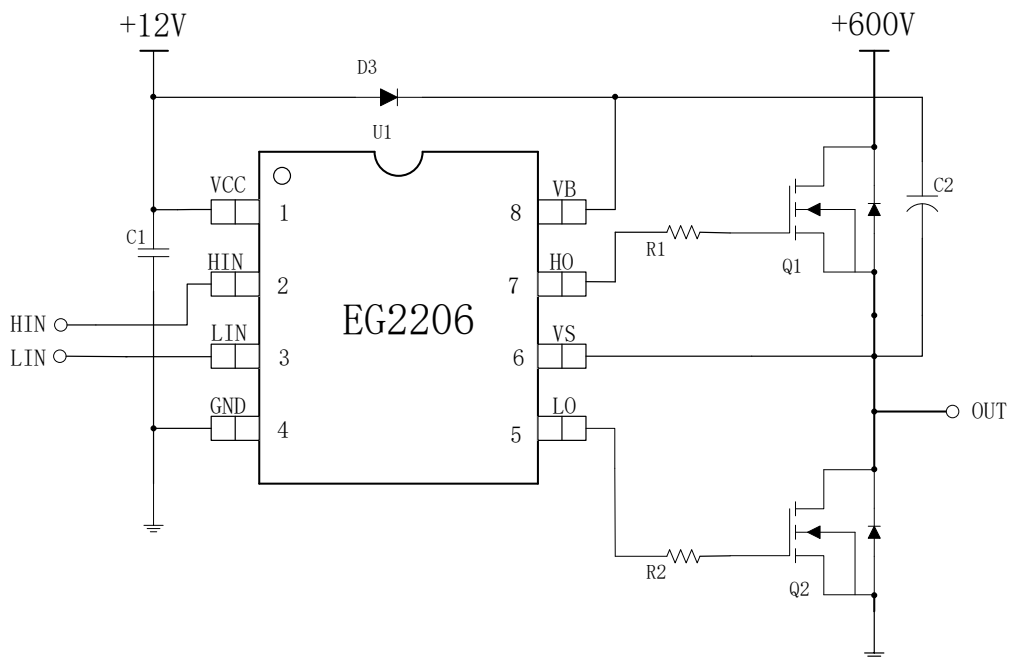 +12V
+600V
D3
U1
VCC
VB
C2
1
8
C1
R1
Q1
HIN
HO
2
7
EG2206
HIN
LIN
VS
LIN
3
6
OUT
GND
LO
4
5
R2
Q2